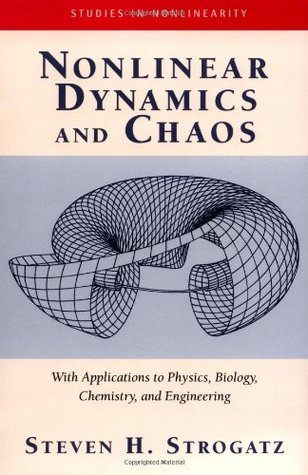 STUDIES IN NONLINEARITY
NONLINEAR
DYNAMICS
AND CHAOS
With Applications to Physics, Biology,
Chemistry, and Engineering
STEVEN H. STROGATZ